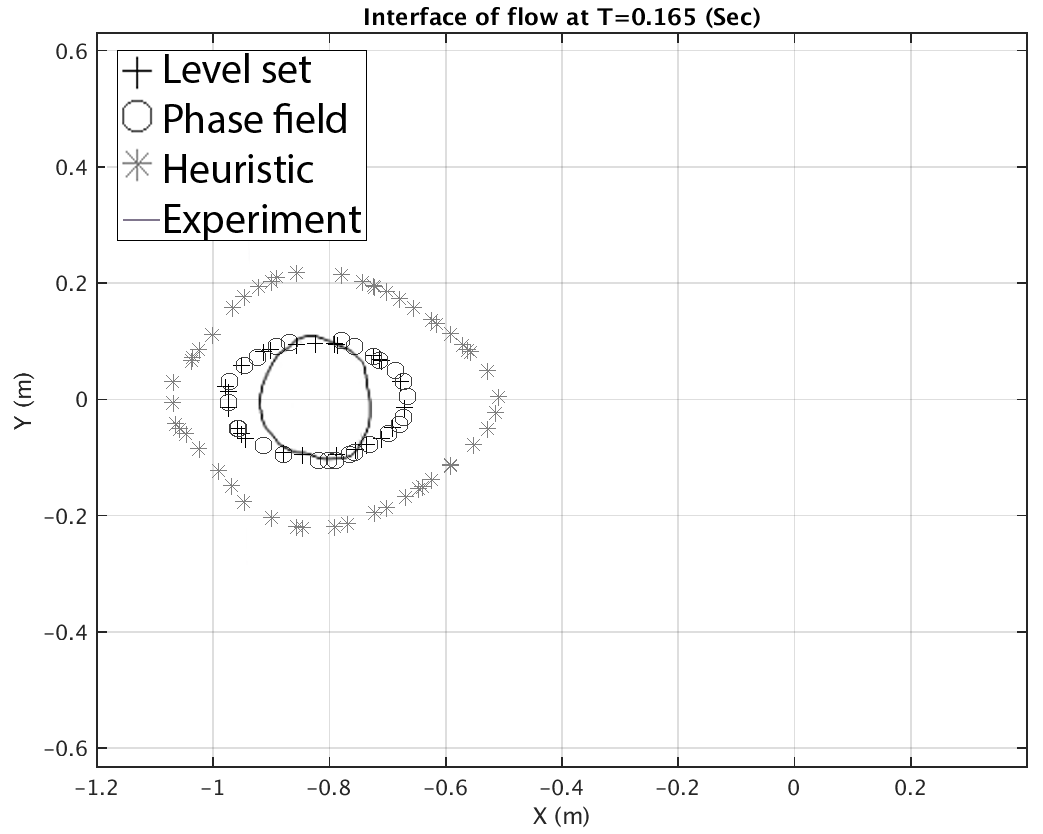 Interface of flow at T=0.165 (Sec)
Level set
Phase field
Heuristic
Experiment
0.6
0.4
0.2
0
−0.2
−0.4
−0.6
Y (m)
−1.2 −1 −0.8 −0.6 −0.4 −0.2 0 0.2
X (m)